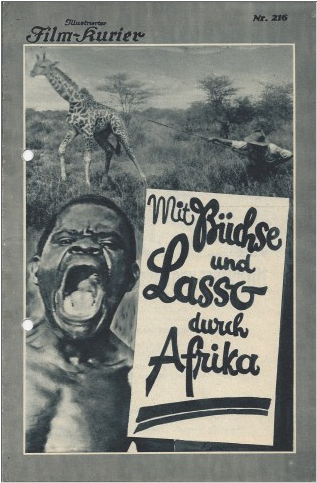 Illustrierter
Film-Kurier
Nr. 216
Mit Büchse
und
Lasso
durch
Afrika